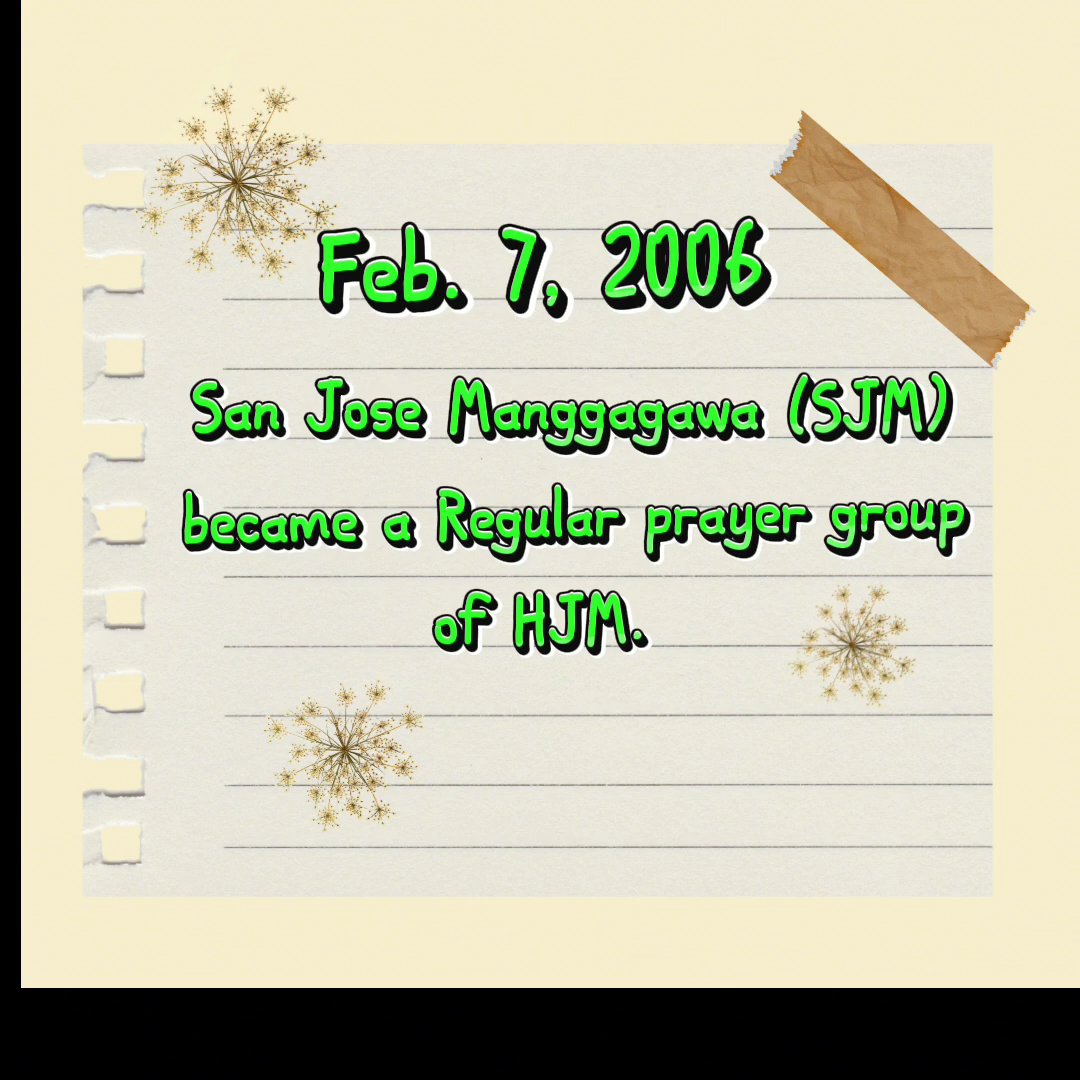 Feb. 7, 2006
San Jose Manggagawa (SJM)
became a Regular prayer group
of HJM.